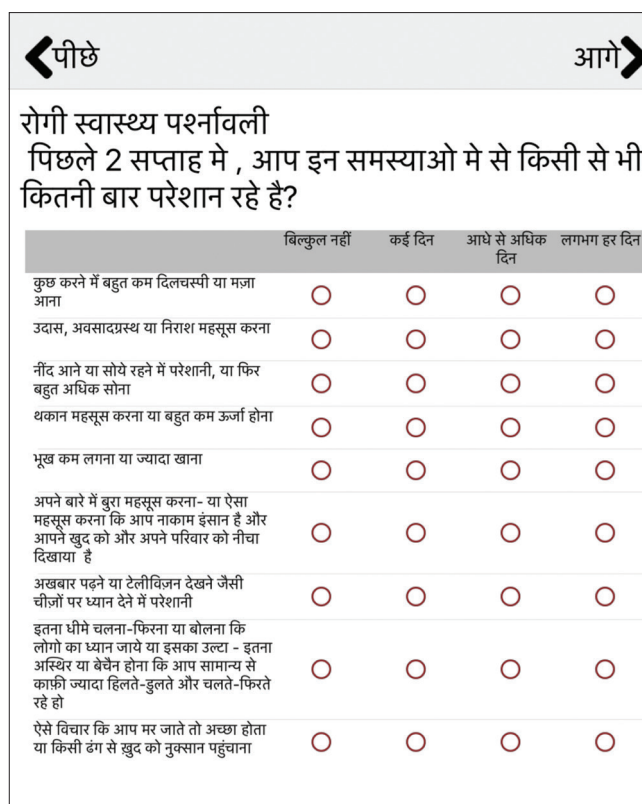 पीछे
आगे
रोगी स्वास्थ्य पर्श्नावली
पिछले 2 सप्ताह मे , आप इन समस्याओ मे से किसी से भी
कितनी बार परेशान रहे है?
बिल्कुल नहीं
कई दिन
आधे से अधिक
दिन
लगभग हर दिन
कुछ करने में बहुत कम दिलचस्पी या मज़ा
आना
उदास, अवसादग्रस्थ या निराश महसूस करना
नींद आने या सोये रहने में परेशानी, या फिर
बहुत अधिक सोना
थकान महसूस करना या बहुत कम ऊर्जा होना
भूख कम लगना या ज्यादा खाना
अपने बारे में बुरा महसूस करना- या ऐसा
महसूस करना कि आप नाकाम इंसान है और
आपने खुद को और अपने परिवार को नीचा
दिखाया है
अखबार पढ़ने या टेलीविज़न देखने जैसी
चीज़ों पर ध्यान देने में परेशानी
इतना धीमे चलना-फिरना या बोलना कि
लोगो का ध्यान जाये या इसका उल्टा - इतना
अस्थिर या बेचैन होना कि आप सामान्य से
काफ़ी ज्यादा हिलते-डुलते और चलते-फिरते
रहे हो
ऐसे विचार कि आप मर जाते तो अच्छा होता
या किसी ढंग से ख़ुद को नुक्सान पहुंचाना